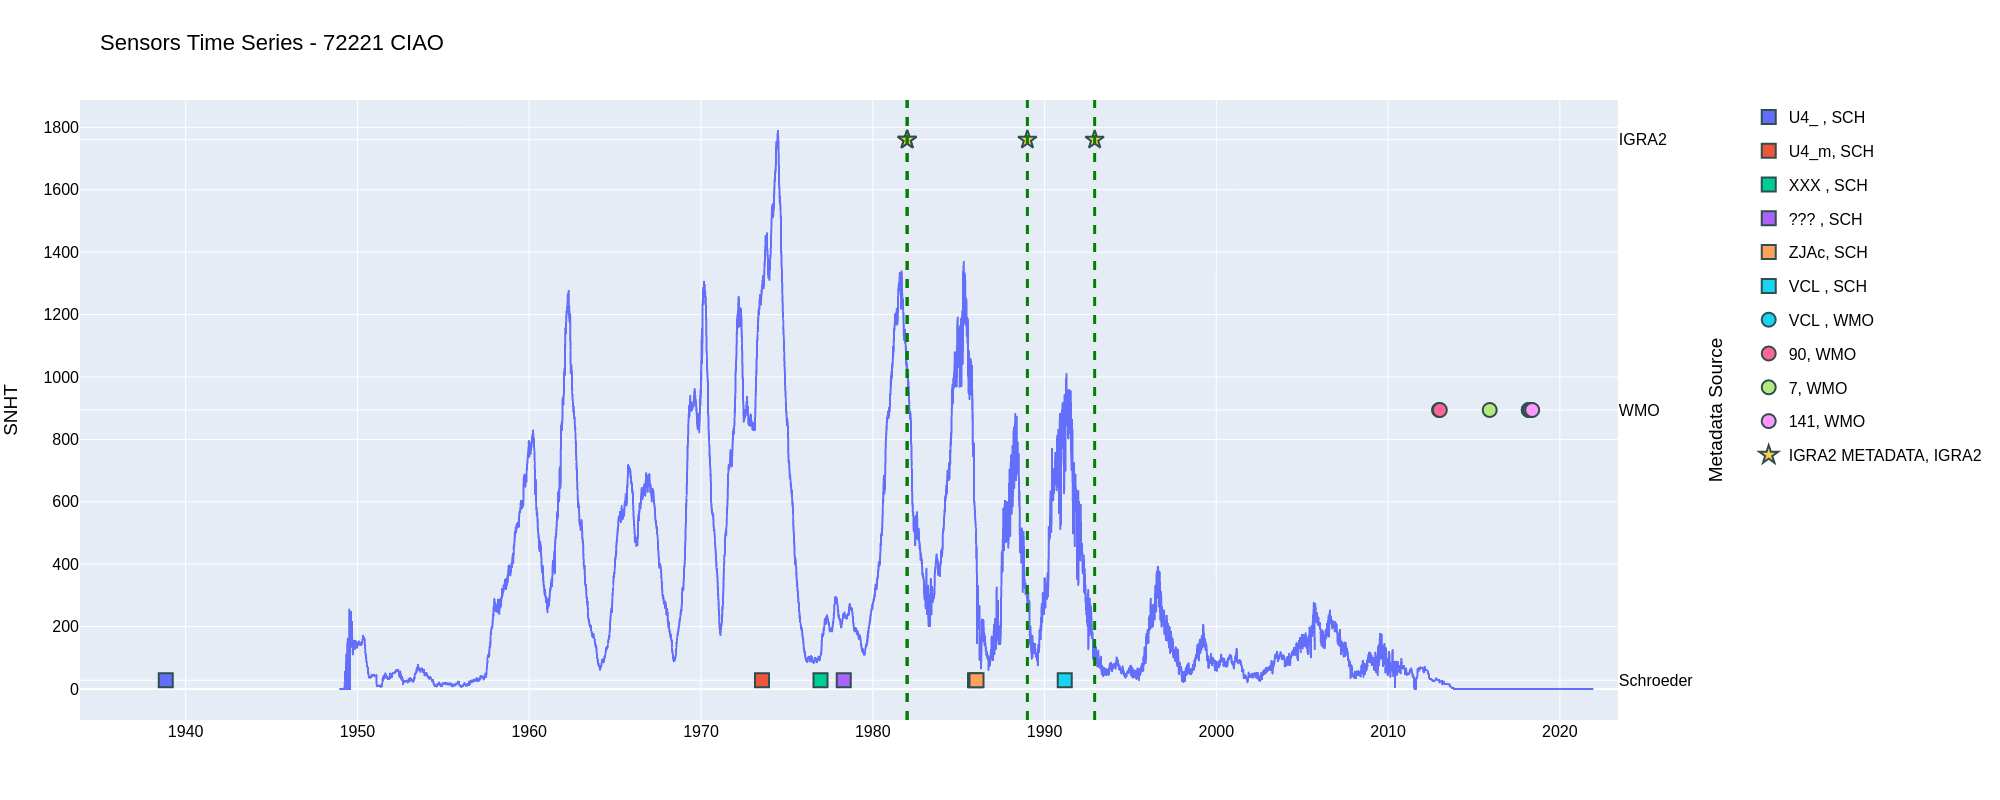 Sensors Time Series - 72221 CIAO
SNHT
1800
1600
1400
1200
1000
800
600
400
200
0
1940
1950
1960
1970
1980
1990
2000
2010
2020
IGRA2
WMO
Schroeder
Metadata Source
U4_ , SCH
U4_m, SCH
XXX , SCH
??? , SCH
ZJAc, SCH
VCL , SCH
VCL , WMO
90, WMO
7, WMO
141, WMO
IGRA2 METADATA, IGRA2